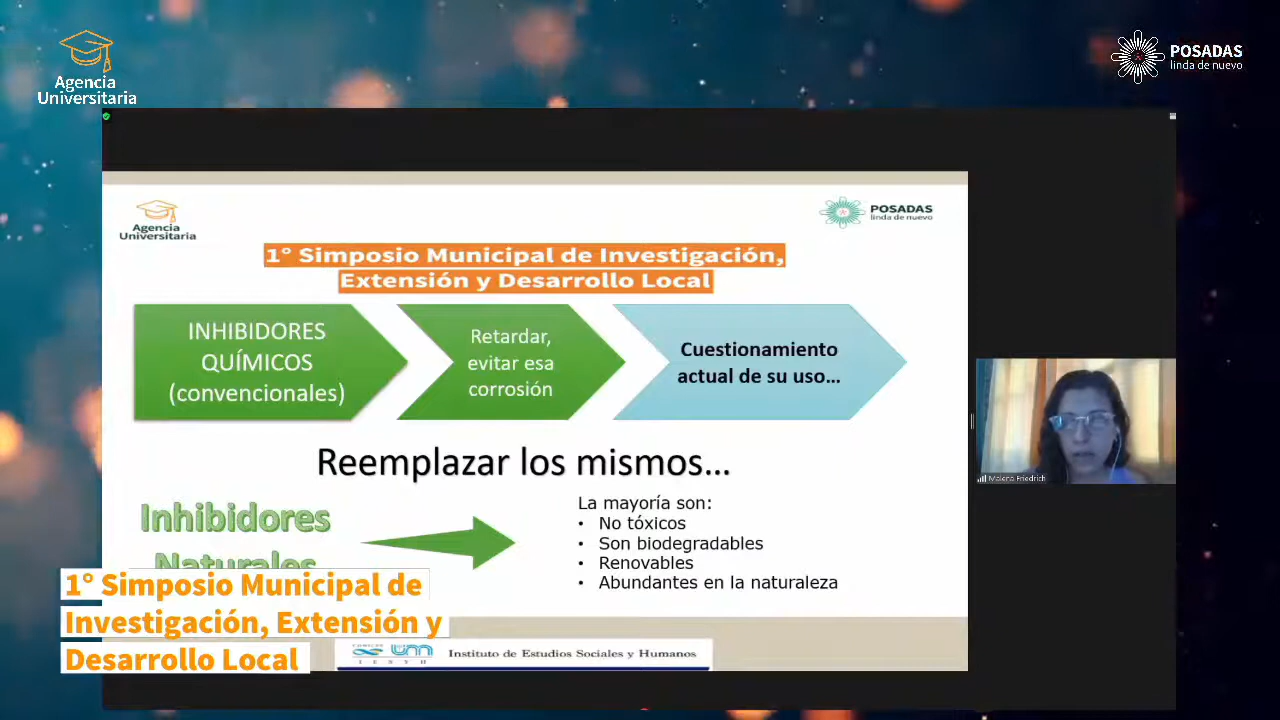 Agencia
Universitaria
POSADAS
linda de nuevo
Agencia
Universitaria
POSADAS
linda de nuevo
1° Simposio Municipal de Investigación,
Extensión y Desarrollo Local
INHIBIDORES
QUÍMICOS
(convencionales)
Retardar,
evitar esa
corrosión
Cuestionamiento
actual de su uso...
Reemplazar los mismos...
Inhibidores
Naturales
La mayoría son:
• No tóxicos
• Son biodegradables
• Renovables
• Abundantes en la naturaleza
Malena Friedrich
1° Simposio Municipal de
Investigación, Extensión y
Desarrollo Local
Instituto de Estudios Sociales y Humanos